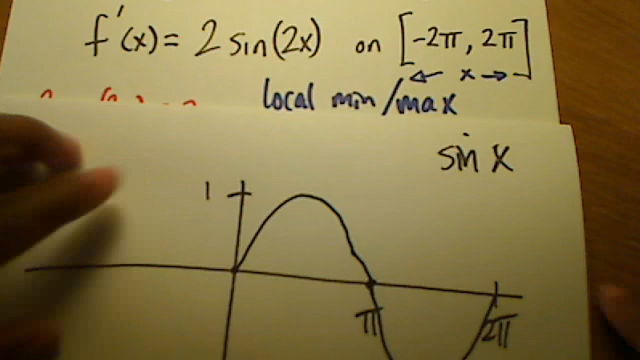 f'(x) = 2 sin(2x) on [-2π, 2π]
← x →
local min/max
sin x
1
π
2π